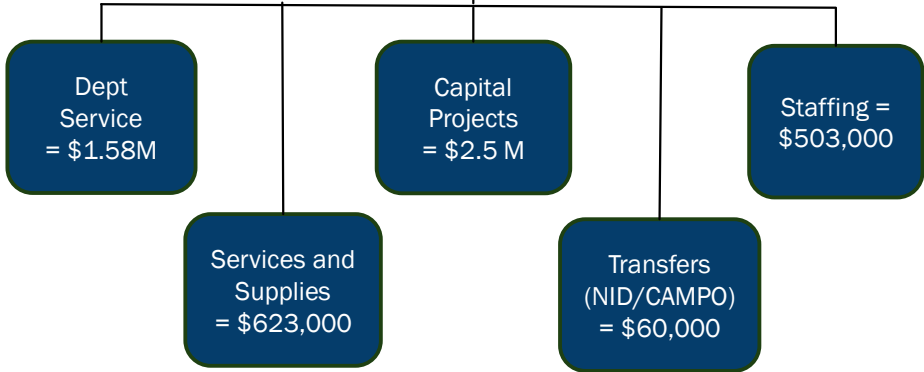 Dept
Service
= $1.58M
Capital
Projects
= $2.5 M
Staffing =
$503,000
Services and
Supplies
= $623,000
Transfers
(NID/CAMPO)
= $60,000